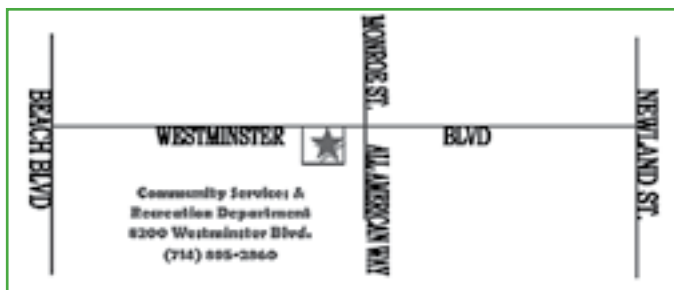 MONROE ST.
BEACH BLVD
WESTMINSTER
BLVD
NEWLAND ST.
ALL AMERICAN WAY
Community Services &
Recreation Department
8200 Westminster Blvd.
(714) 895-2860